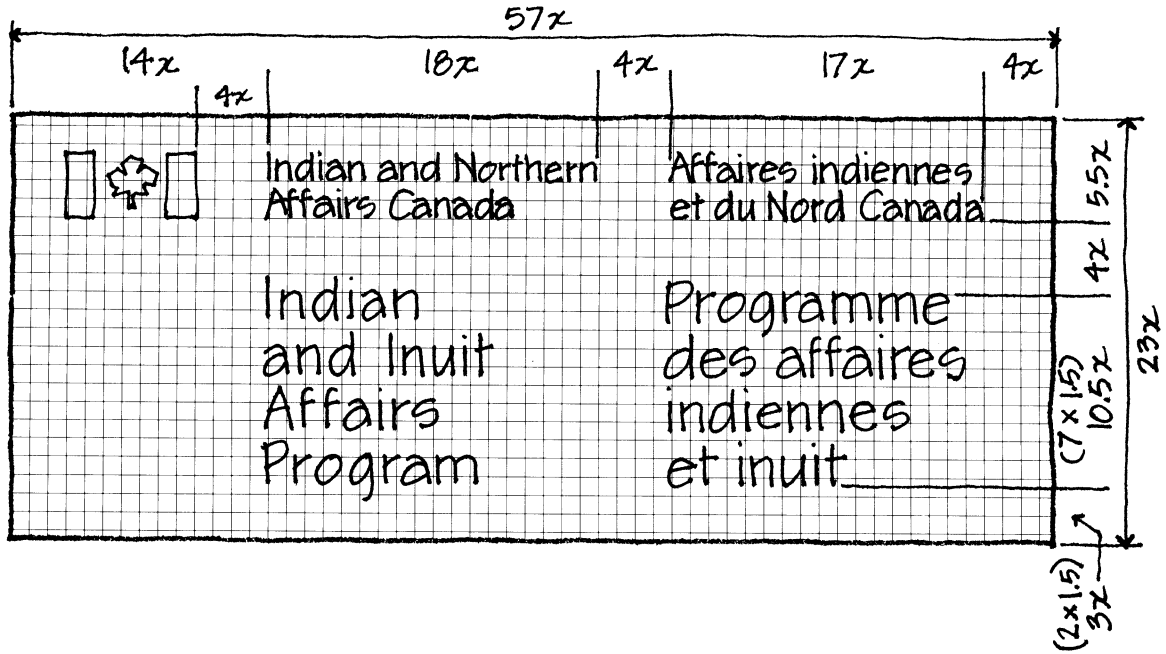 57x
14x
4x
18x
4x
17x
4x
Indian and Northern
Affairs Canada
Affaires indiennes
et du Nord Canada
5.5x
4x
Indian
and Inuit
Affairs
Program
Programme
des affaires
indiennes
et inuit
(7 x 1.5)
10.5x
23x
(2 x 1.5)
3x